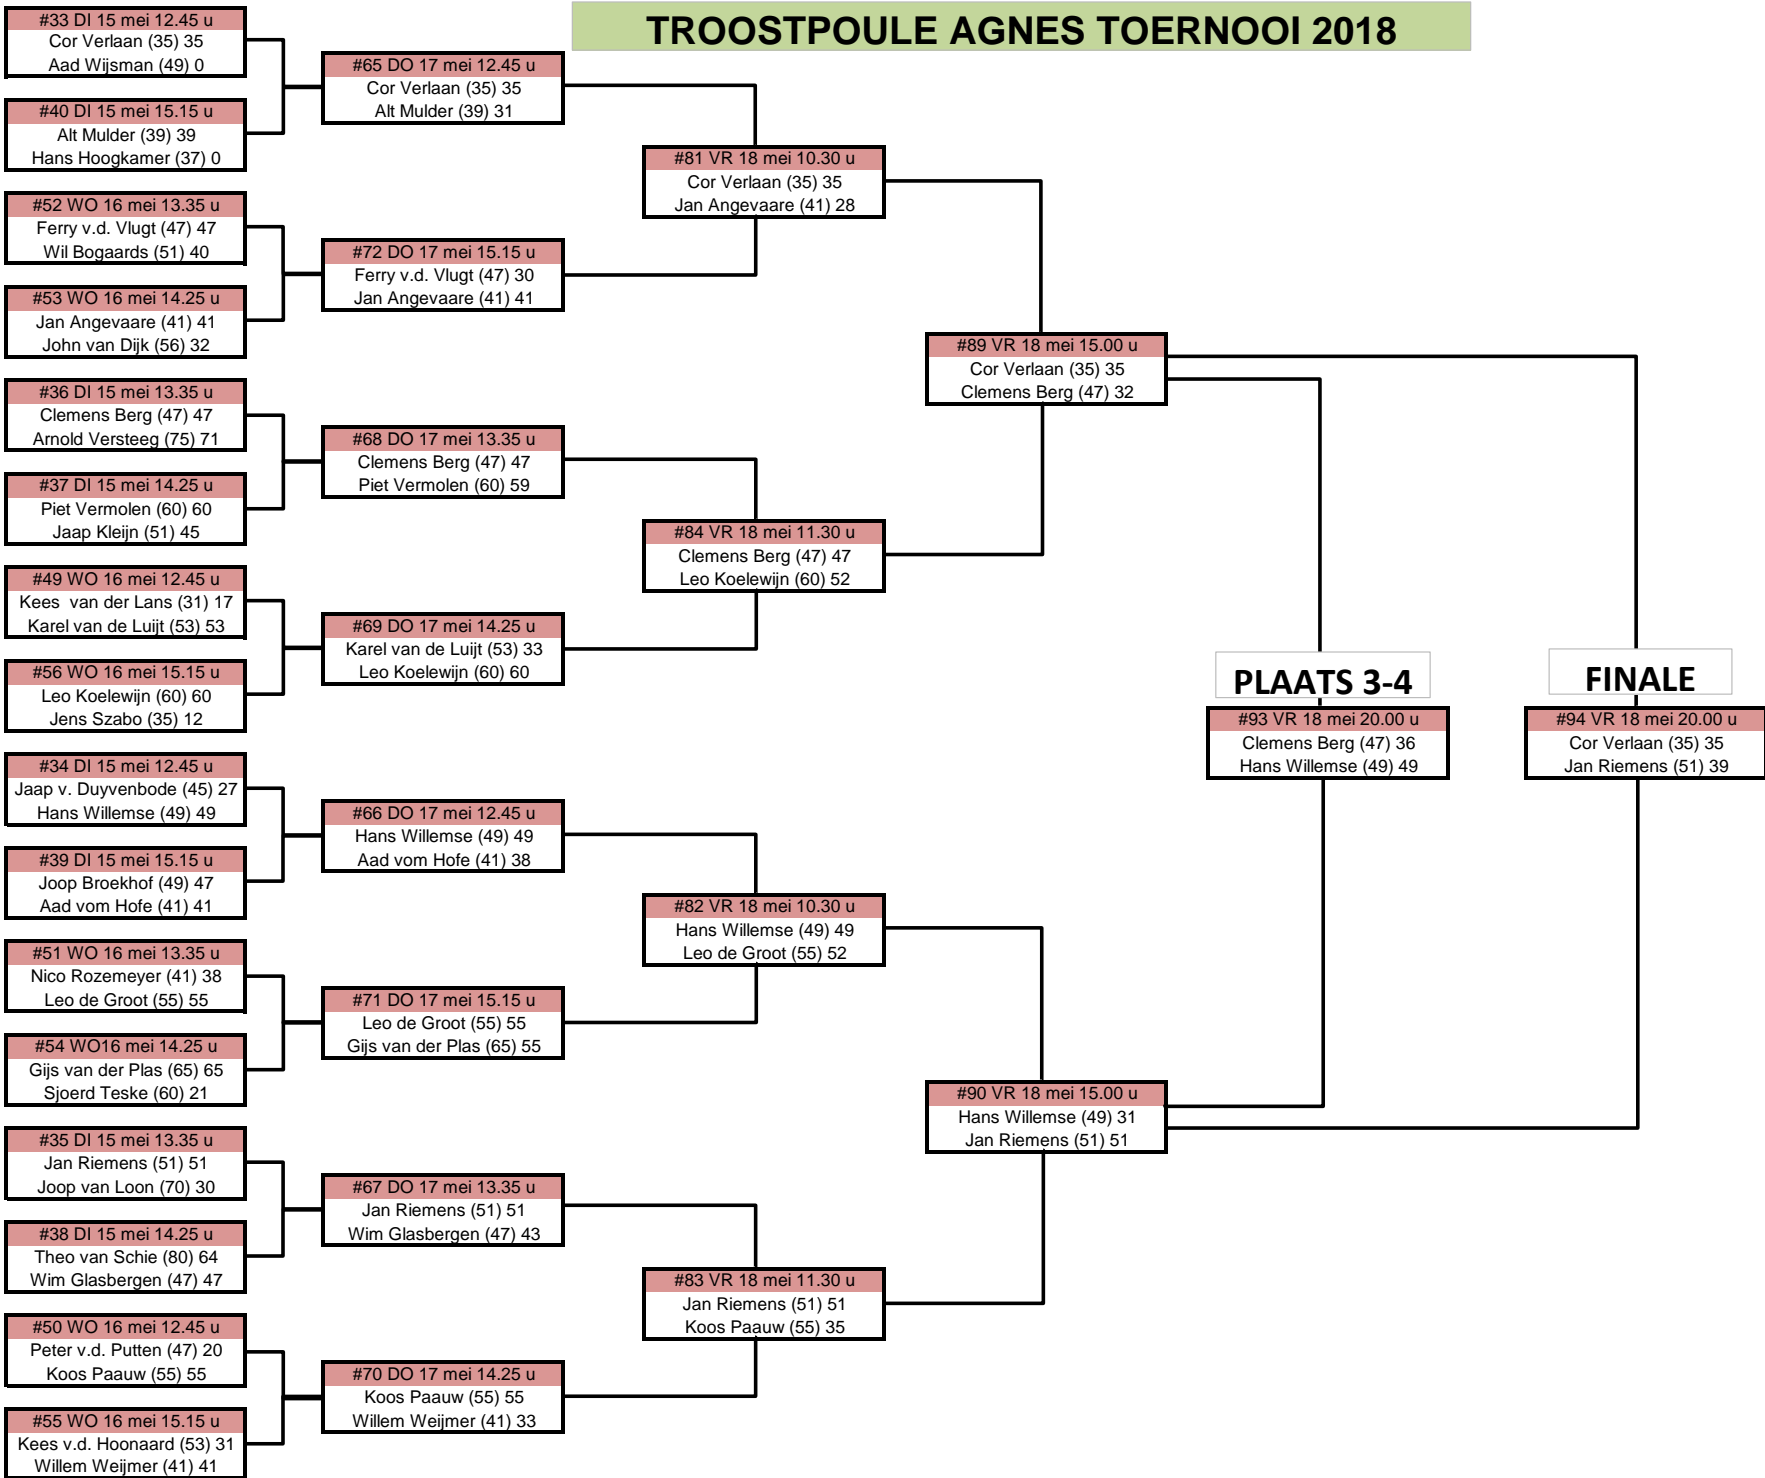 TROOSTPOULE AGNES TOERNOOI 2018
#33 DI 15 mei 12.45 u
Cor Verlaan (35) 35
Aad Wijsman (49) 0
#40 DI 15 mei 15.15 u
Alt Mulder (39) 39
Hans Hoogkamer (37) 0
#52 WO 16 mei 13.35 u
Ferry v.d. Vlugt (47) 47
Wil Bogaards (51) 40
#53 WO 16 mei 14.25 u
Jan Angevaare (41) 41
John van Dijk (56) 32
#36 DI 15 mei 13.35 u
Clemens Berg (47) 47
Arnold Versteeg (75) 71
#37 DI 15 mei 14.25 u
Piet Vermolen (60) 60
Jaap Kleijn (51) 45
#49 WO 16 mei 12.45 u
Kees  van der Lans (31) 17
Karel van de Luijt (53) 53
#56 WO 16 mei 15.15 u
Leo Koelewijn (60) 60
Jens Szabo (35) 12
#34 DI 15 mei 12.45 u
Jaap v. Duyvenbode (45) 27
Hans Willemse (49) 49
#39 DI 15 mei 15.15 u
Joop Broekhof (49) 47
Aad vom Hofe (41) 41
#51 WO 16 mei 13.35 u
Nico Rozemeyer (41) 38
Leo de Groot (55) 55
#54 WO16 mei 14.25 u
Gijs van der Plas (65) 65
Sjoerd Teske (60) 21
#35 DI 15 mei 13.35 u
Jan Riemens (51) 51
Joop van Loon (70) 30
#38 DI 15 mei 14.25 u
Theo van Schie (80) 64
Wim Glasbergen (47) 47
#50 WO 16 mei 12.45 u
Peter v.d. Putten (47) 20
Koos Paauw (55) 55
#55 WO 16 mei 15.15 u
Kees v.d. Hoonaard (53) 31
Willem Weijmer (41) 41
#65 DO 17 mei 12.45 u
Cor Verlaan (35) 35
Alt Mulder (39) 31
#72 DO 17 mei 15.15 u
Ferry v.d. Vlugt (47) 30
Jan Angevaare (41) 41
#68 DO 17 mei 13.35 u
Clemens Berg (47) 47
Piet Vermolen (60) 59
#69 DO 17 mei 14.25 u
Karel van de Luijt (53) 33
Leo Koelewijn (60) 60
#66 DO 17 mei 12.45 u
Hans Willemse (49) 49
Aad vom Hofe (41) 38
#71 DO 17 mei 15.15 u
Leo de Groot (55) 55
Gijs van der Plas (65) 55
#67 DO 17 mei 13.35 u
Jan Riemens (51) 51
Wim Glasbergen (47) 43
#70 DO 17 mei 14.25 u
Koos Paauw (55) 55
Willem Weijmer (41) 33
#81 VR 18 mei 10.30 u
Cor Verlaan (35) 35
Jan Angevaare (41) 28
#84 VR 18 mei 11.30 u
Clemens Berg (47) 47
Leo Koelewijn (60) 52
#82 VR 18 mei 10.30 u
Hans Willemse (49) 49
Leo de Groot (55) 52
#83 VR 18 mei 11.30 u
Jan Riemens (51) 51
Koos Paauw (55) 35
#89 VR 18 mei 15.00 u
Cor Verlaan (35) 35
Clemens Berg (47) 32
#90 VR 18 mei 15.00 u
Hans Willemse (49) 31
Jan Riemens (51) 51
PLAATS 3-4
#93 VR 18 mei 20.00 u
Clemens Berg (47) 36
Hans Willemse (49) 49
FINALE
#94 VR 18 mei 20.00 u
Cor Verlaan (35) 35
Jan Riemens (51) 39